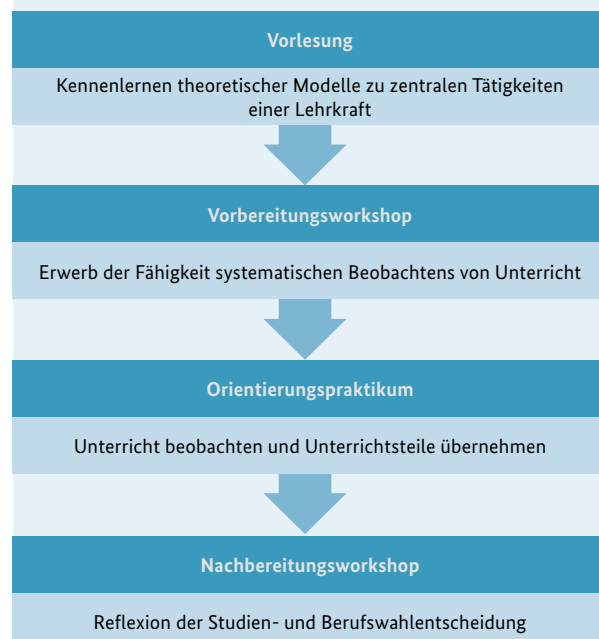 Vorlesung
Kennenlernen theoretischer Modelle zu zentralen Tätigkeiten
einer Lehrkraft
Vorbereitungsworkshop
Erwerb der Fähigkeit systematischen Beobachtens von Unterricht
Orientierungspraktikum
Unterricht beobachten und Unterrichtsteile übernehmen
Nachbereitungsworkshop
Reflexion der Studien- und Berufswahlentscheidung